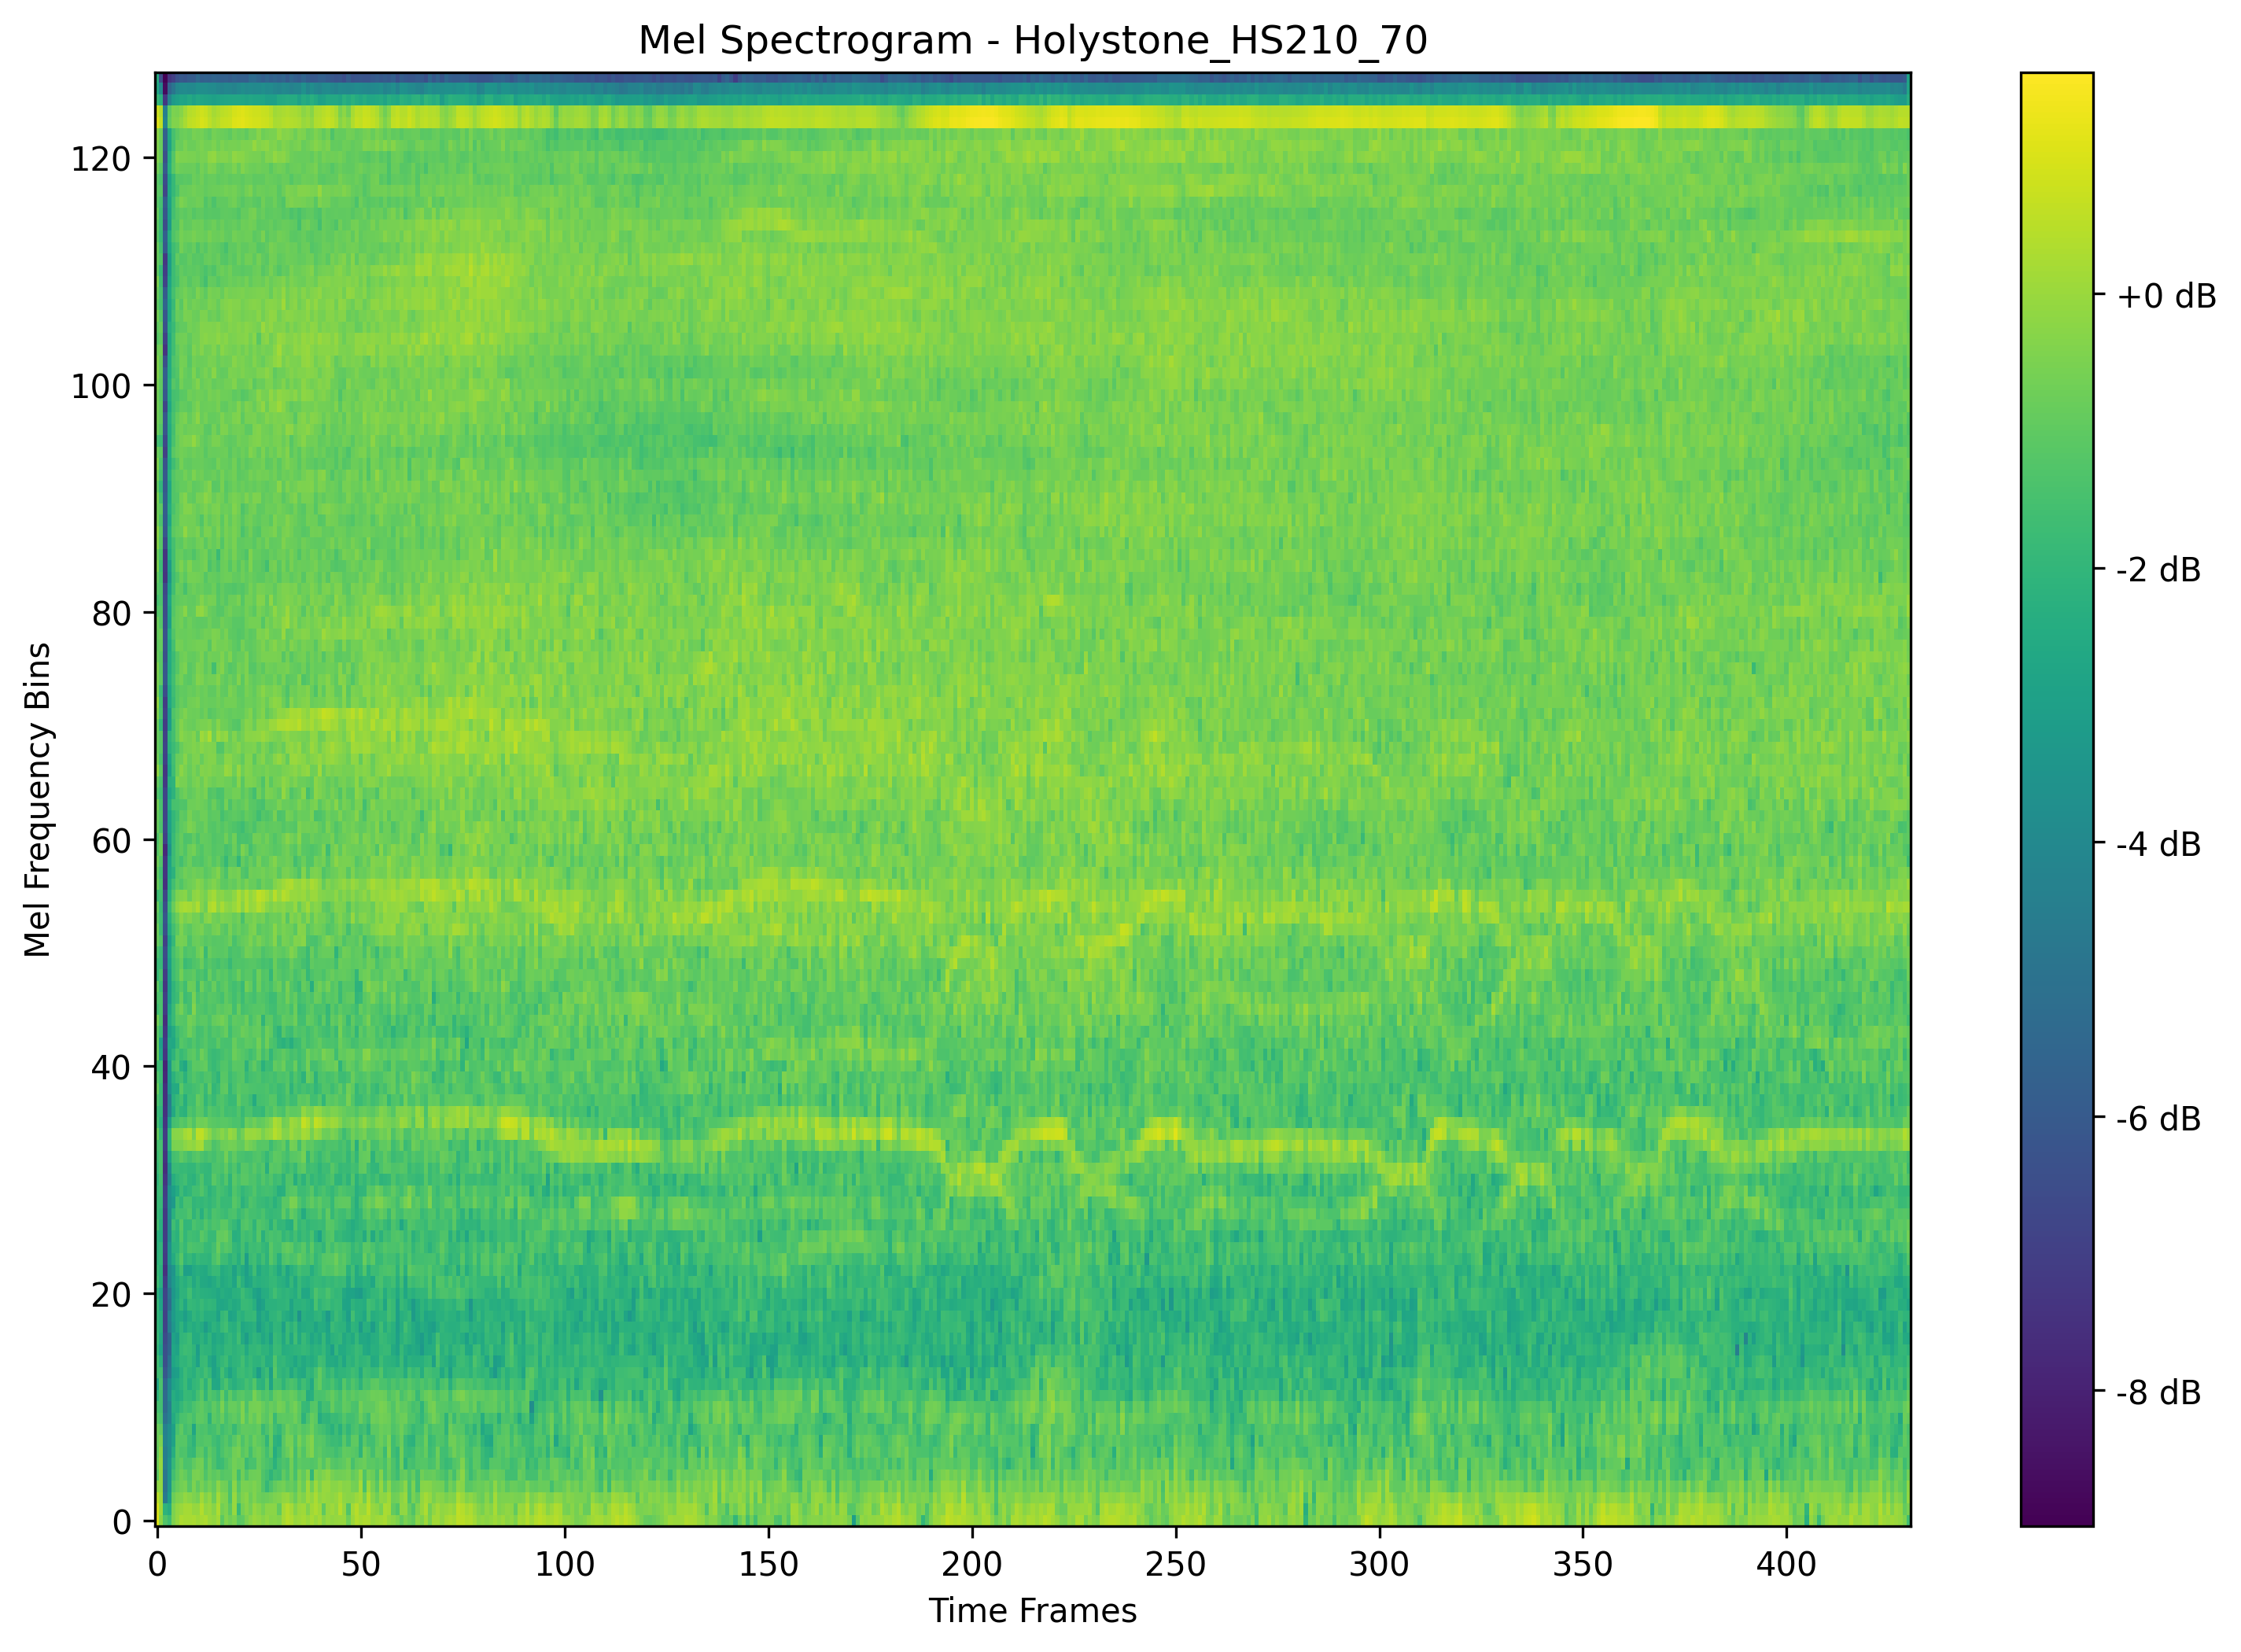 Mel Spectrogram - Holystone_HS210_70
Mel Frequency Bins
120
100
80
60
40
20
0
0 50 100 150 200 250 300 350 400
Time Frames
+0 dB
-2 dB
-4 dB
-6 dB
-8 dB